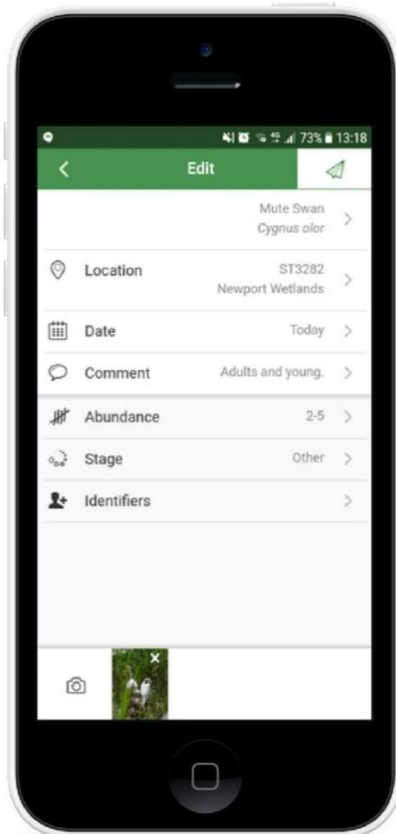 73% 13:18
Edit
Mute Swan
Cygnus olor
Location ST3282
Newport Wetlands
Date Today
Comment Adults and young.
Abundance 2-5
Stage Other
Identifiers